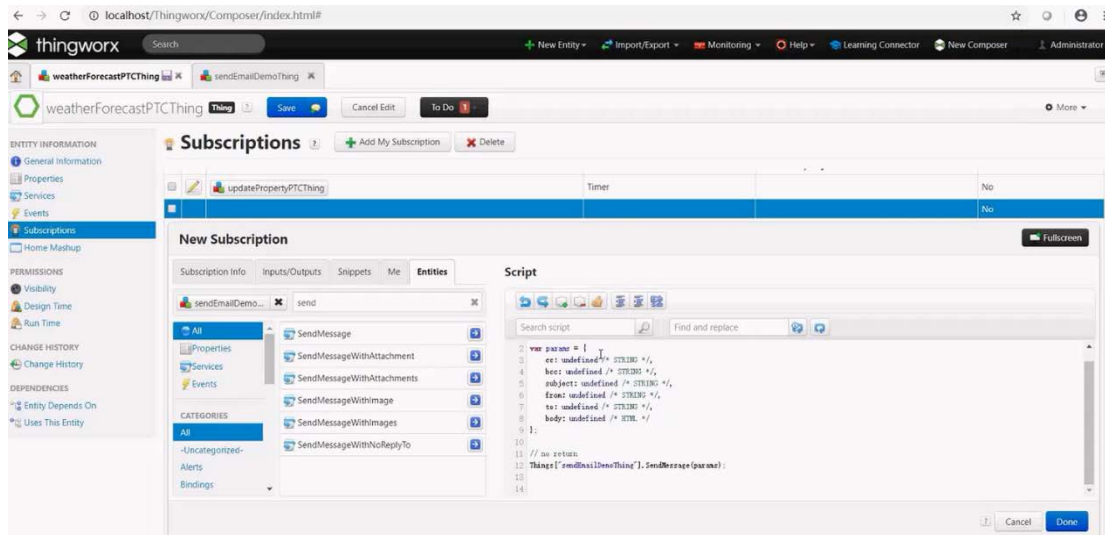 localhost/Thingworx/Composer/index.html#
thingworx
Search
New Entity
Import/Export
Monitoring
Help
Learning Connector
New Composer
Administrator
weatherForecastPTCThing
sendEmailDemoThing
weatherForecastPTCThing Thing ? Save Cancel Edit To Do 1 More
ENTITY INFORMATION
General Information
Properties
Services
Events
Subscriptions
Home Mashup
PERMISSIONS
Visibility
Design Time
Run Time
CHANGE HISTORY
Change History
DEPENDENCIES
Entity Depends On
Uses This Entity
Subscriptions ? Add My Subscription Delete
updatePropertyPTCThing Timer No
No
New Subscription Fullscreen
Subscription Info Inputs/Outputs Snippets Me Entities
sendEmailDemo... send
All
Properties
Services
Events
CATEGORIES
All
-Uncategorized-
Alerts
Bindings
SendMessage
SendMessageWithAttachment
SendMessageWithAttachments
SendMessageWithImage
SendMessageWithImages
SendMessageWithNoReplyTo
Script
Search script Find and replace
2 var params = {
3 cc: undefined /* STRING */,
4 bcc: undefined /* STRING */,
5 subject: undefined /* STRING */,
6 from: undefined /* STRING */,
7 to: undefined /* STRING */,
8 body: undefined /* HTML */
9 };
10
11 // no return
12 Things["sendEmailDemoThing"].SendMessage(params);
13
14
? Cancel Done